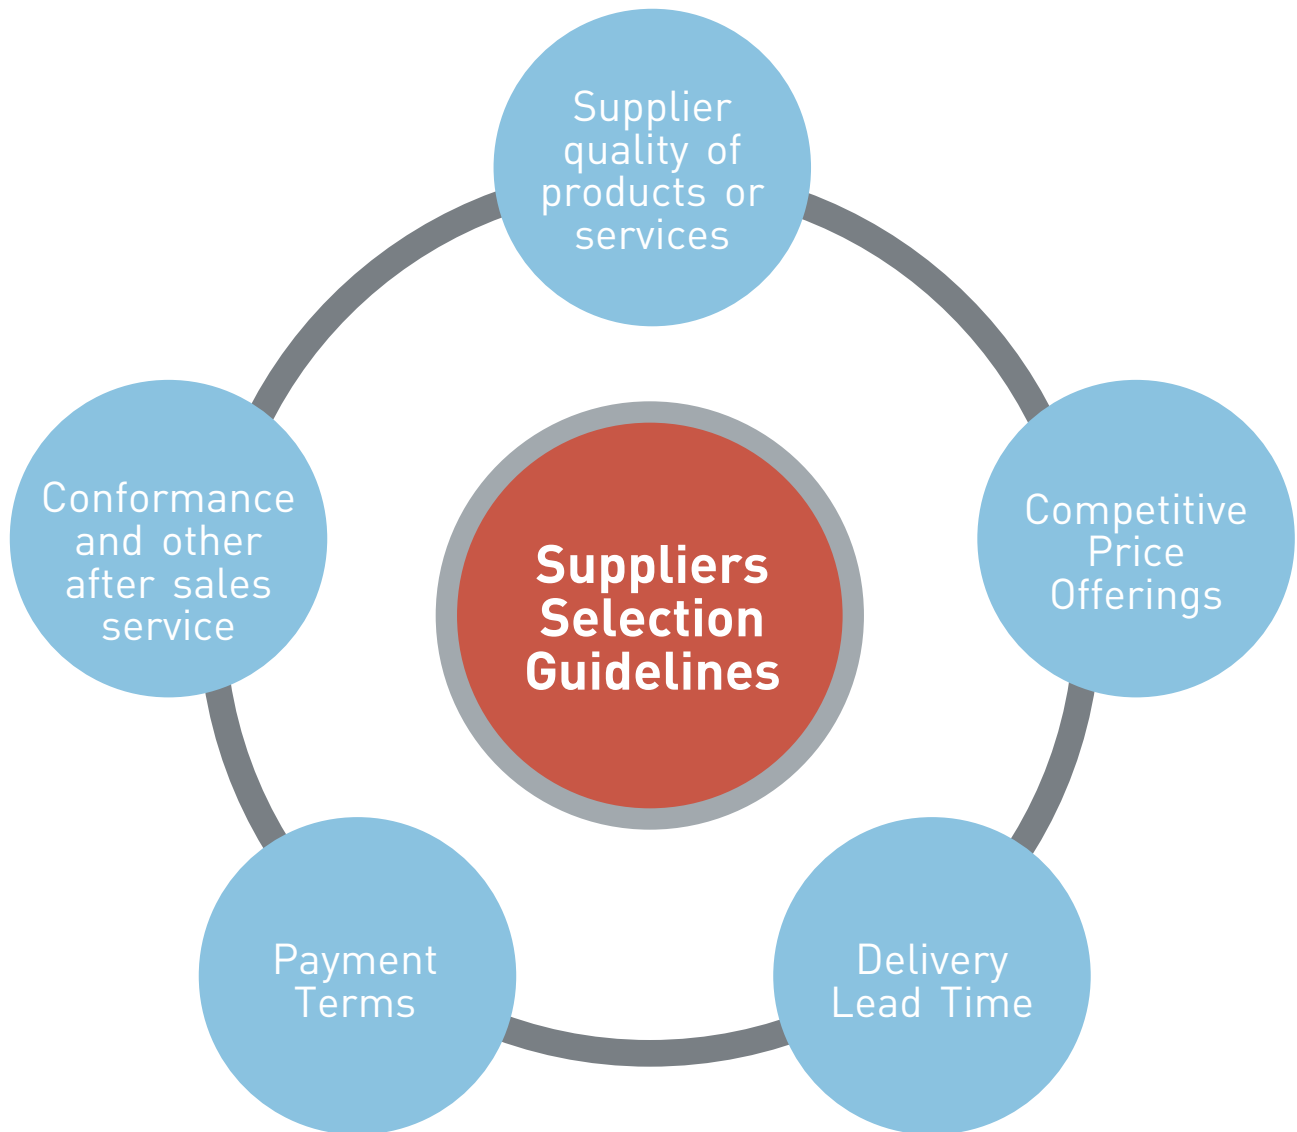 Supplier
quality of
products or
services
Competitive
Price
Offerings
Delivery
Lead Time
Payment
Terms
Conformance
and other
after sales
service
Suppliers
Selection
Guidelines